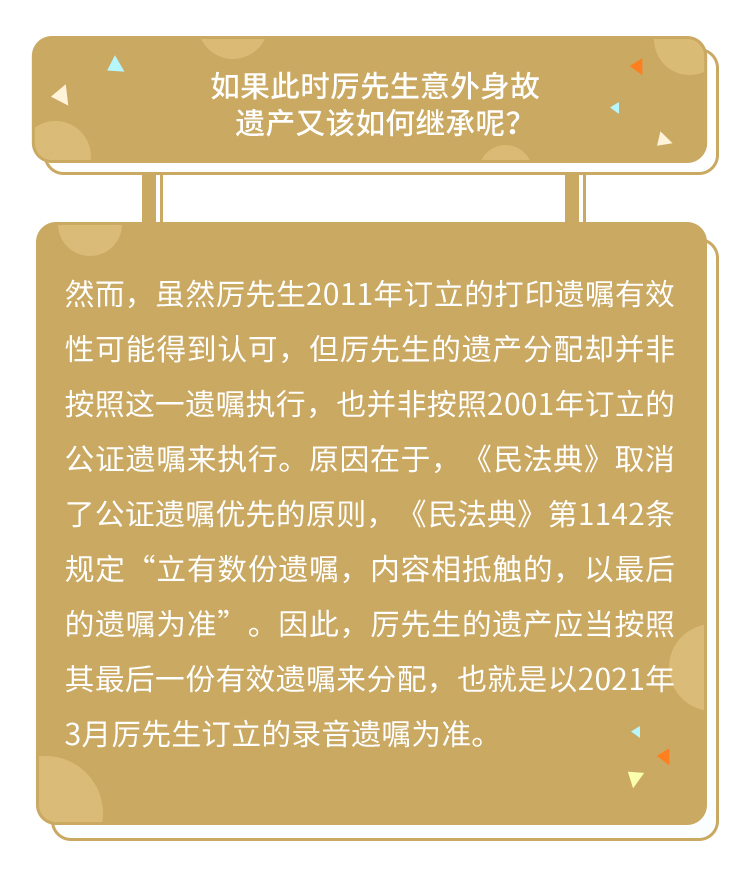 如果此时厉先生意外身故
遗产又该如何继承呢？
然而，虽然厉先生2011年订立的打印遗嘱有效
性可能得到认可，但厉先生的遗产分配却并非
按照这一遗嘱执行，也并非按照2001年订立的
公证遗嘱来执行。原因在于，《民法典》取消
了公证遗嘱优先的原则，《民法典》第1142条
规定“立有数份遗嘱，内容相抵触的，以最后
的遗嘱为准”。因此，厉先生的遗产应当按照
其最后一份有效遗嘱来分配，也就是以2021年
3月厉先生订立的录音遗嘱为准。